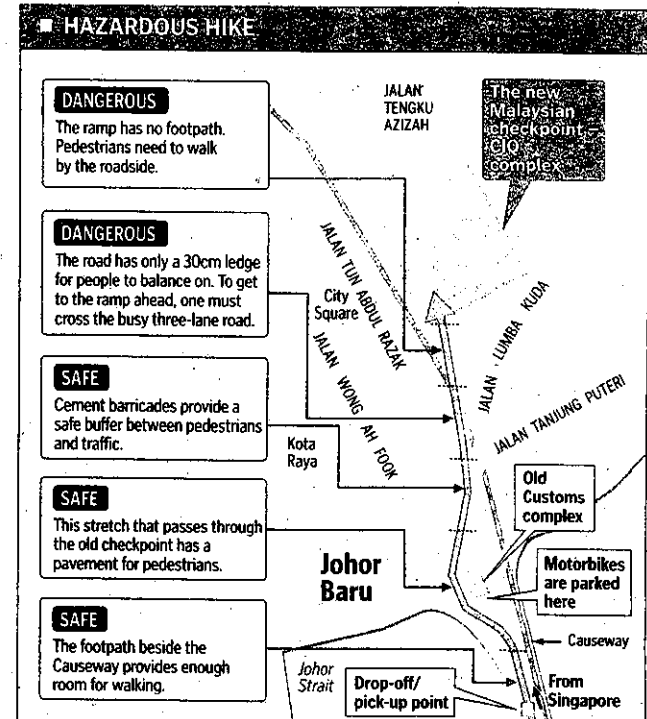 HAZARDOUS HIKE
DANGEROUS
The ramp has no footpath.
Pedestrians need to walk
by the roadside.
DANGEROUS
The road has only a 30cm ledge
for people to balance on. To get
to the ramp ahead, one must
cross the busy three-lane road.
SAFE
Cement barricades provide a
safe buffer between pedestrians
and traffic.
SAFE
This stretch that passes through
the old checkpoint has a
pavement for pedestrians.
SAFE
The footpath beside the
Causeway provides enough
room for walking.
JALAN
TENGKU
AZIZAH
The new
Malaysian
checkpoint –
CIQ
complex
JALAN TUN ABDUL RAZAK
City
Square
JALAN WONG AH FOOK
JALAN LUMBA KUDA
JALAN TANJUNG PUTERI
Kota
Raya
Old
Customs
complex
Johor
Baru
Motorbikes
are parked
here
Causeway
Johor
Strait
Drop-off/
pick-up point
From
Singapore